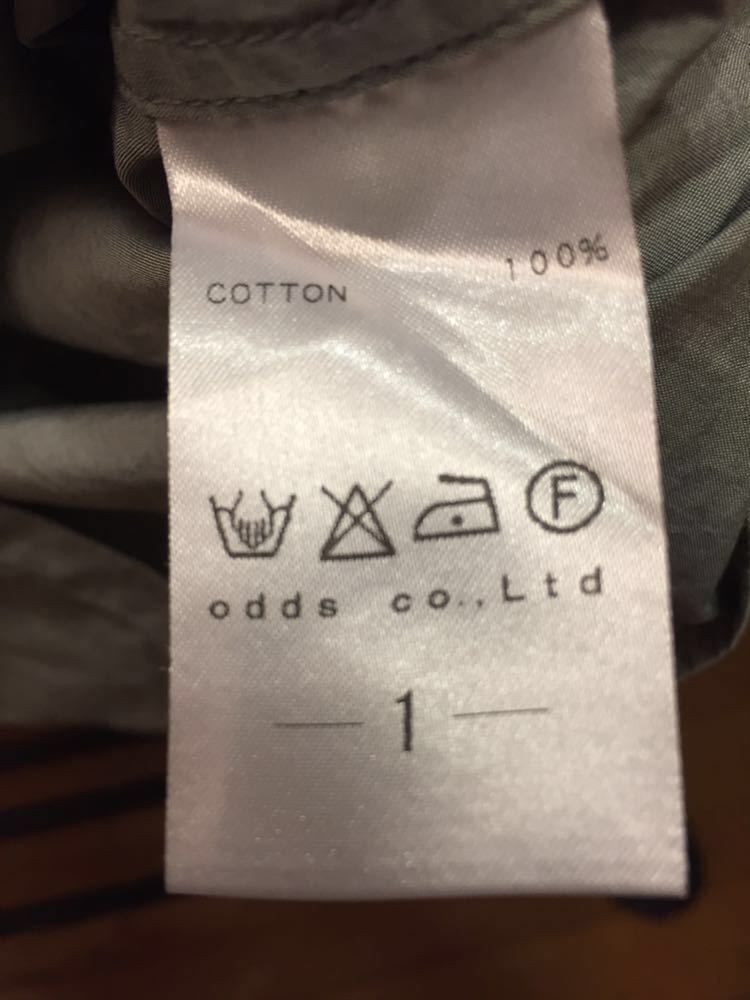 COTTON 100%
F
odds co.,Ltd
1